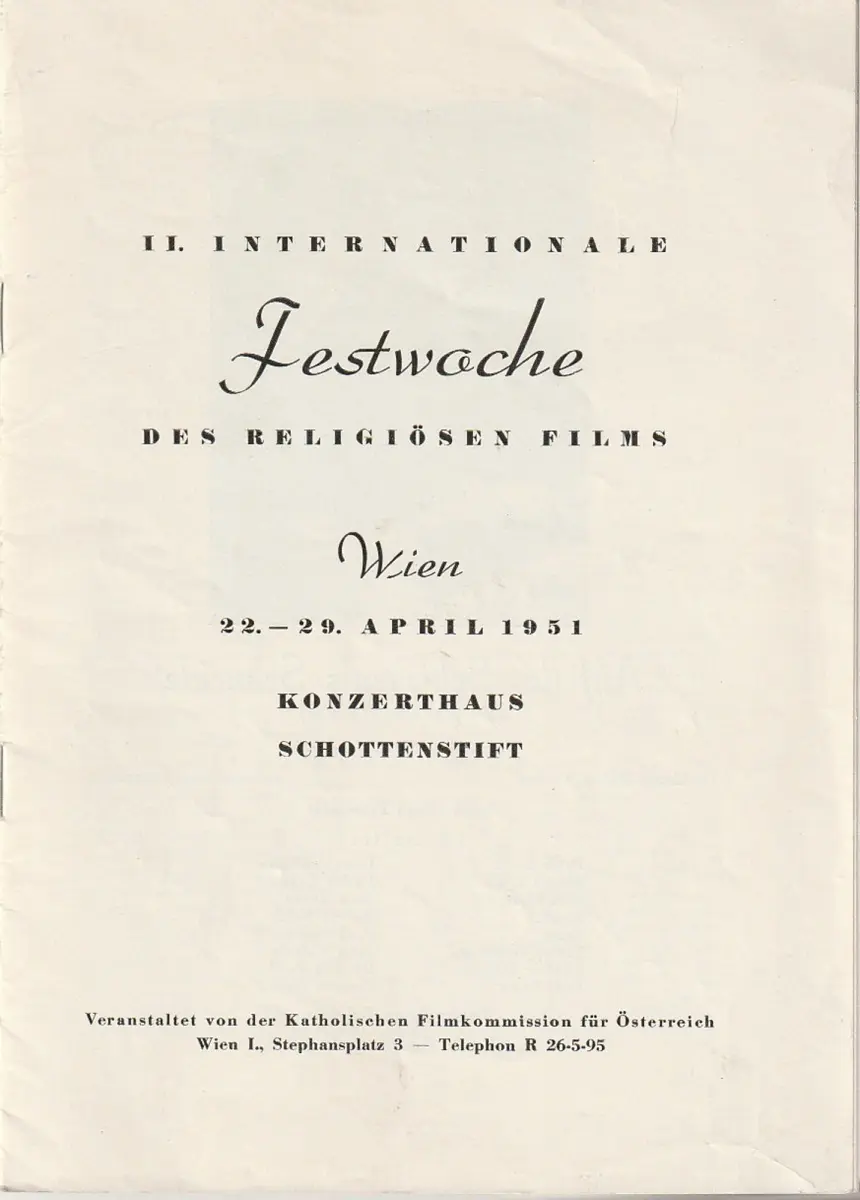 II. INTERNATIONALE
Festwoche
DES RELIGIÖSEN FILMS
Wien
22.—29. APRIL 1951
KONZERTHAUS
SCHOTTENSTIFT
Veranstaltet von der Katholischen Filmkommission für Österreich
Wien I., Stephansplatz 3 — Telephon R 26-5-95